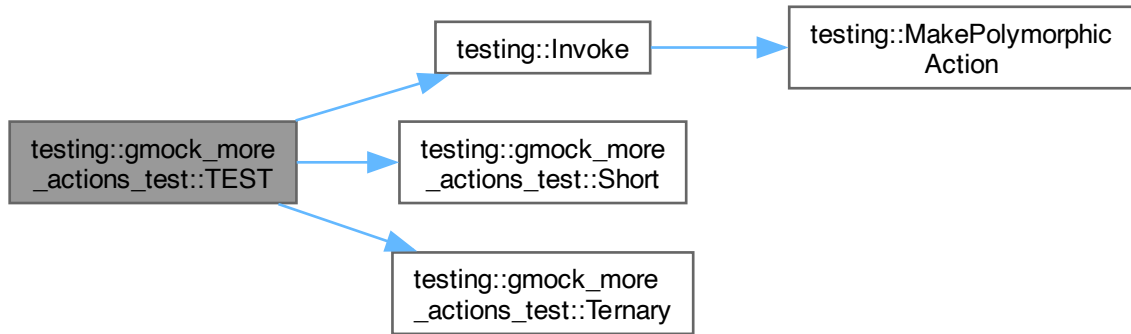 testing::Invoke
testing::MakePolymorphic
Action
testing::gmock_more
_actions_test::TEST
testing::gmock_more
_actions_test::Short
testing::gmock_more
_actions_test::Ternary